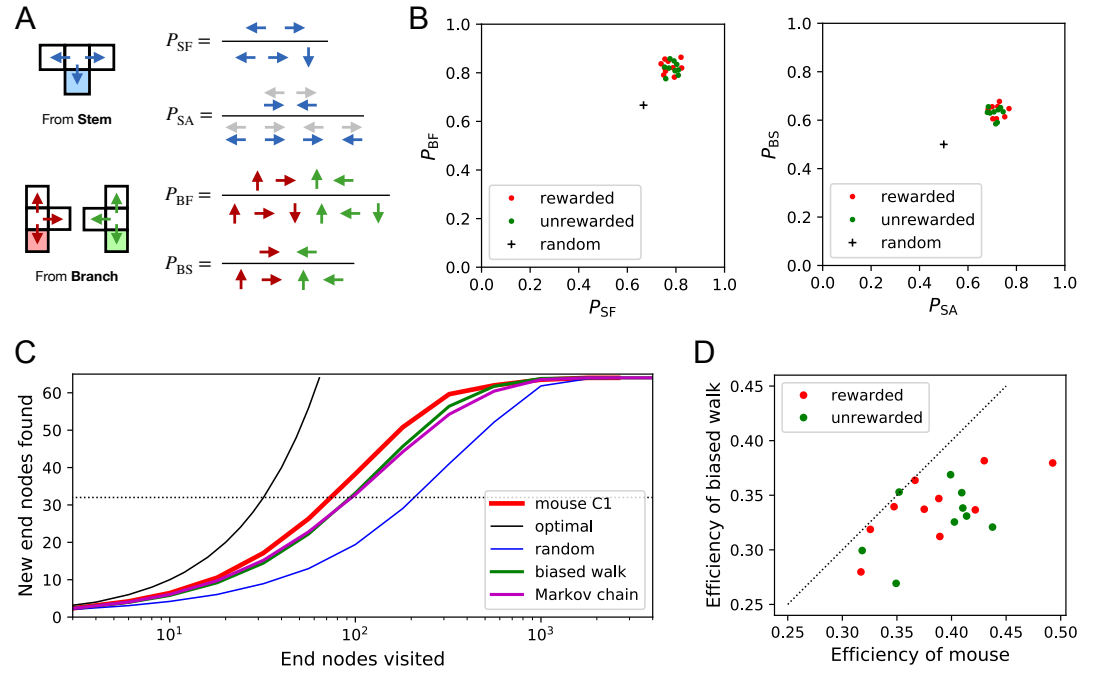 A
From Stem
P_SF =
P_SA =
P_BF =
P_BS =
From Branch
B
1.0
0.8
0.6
0.4
0.2
0.0
P_BF
rewarded
unrewarded
random
0.0 0.2 0.4 0.6 0.8 1.0
P_SF
1.0
0.8
0.6
0.4
0.2
0.0
P_BS
rewarded
unrewarded
random
0.0 0.2 0.4 0.6 0.8 1.0
P_SA
C
60
50
40
30
20
10
0
New end nodes found
mouse C1
optimal
random
biased walk
Markov chain
10¹ 10² 10³
End nodes visited
D
0.45
0.40
0.35
0.30
0.25
Efficiency of biased walk
rewarded
unrewarded
0.25 0.30 0.35 0.40 0.45 0.50
Efficiency of mouse